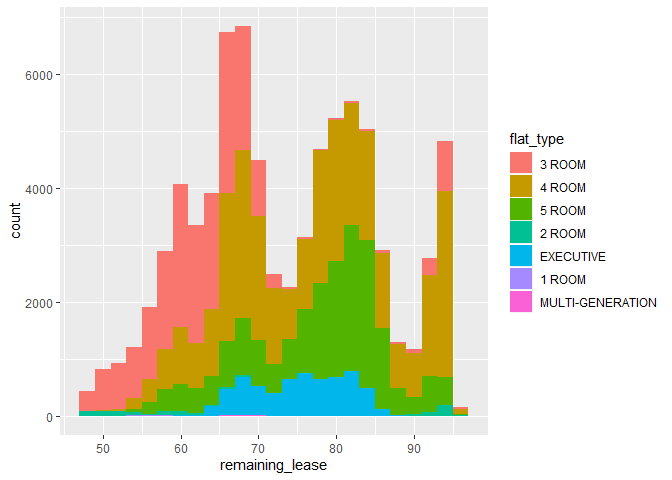 6000
4000
2000
0
count
50
60
70
80
90
remaining_lease
flat_type
3 ROOM
4 ROOM
5 ROOM
2 ROOM
EXECUTIVE
1 ROOM
MULTI-GENERATION